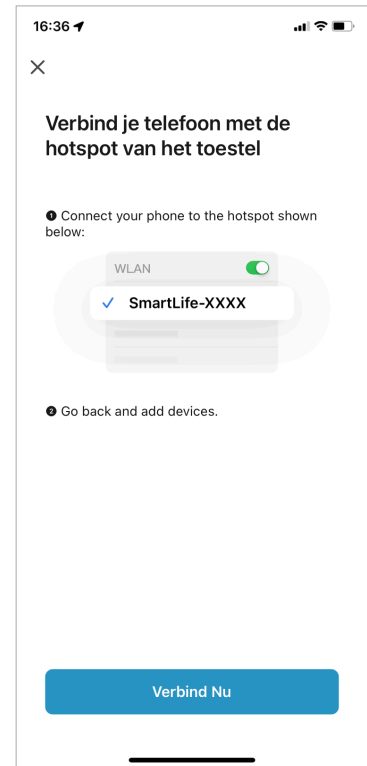 16:36
Verbind je telefoon met de
hotspot van het toestel
❶ Connect your phone to the hotspot shown
below:
WLAN
SmartLife-XXXX
❷ Go back and add devices.
Verbind Nu